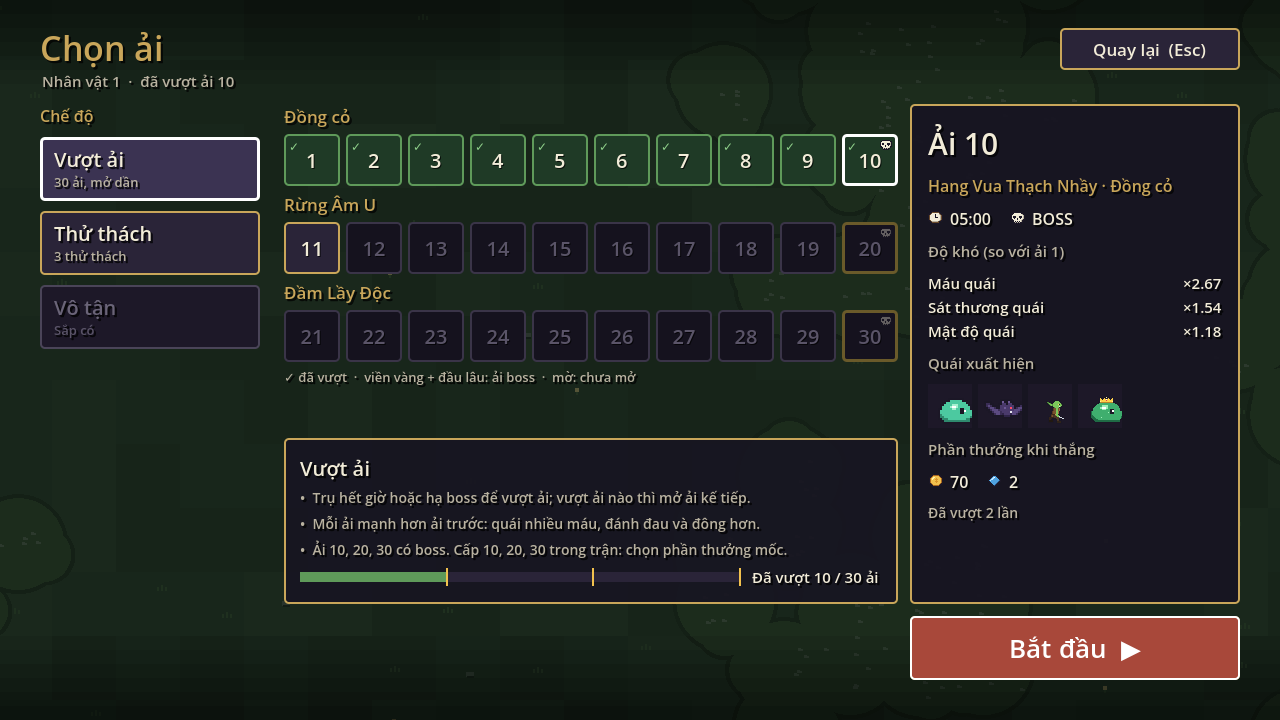 Chọn ải
Nhân vật 1 · đã vượt ải 10
Quay lại (Esc)
Chế độ
Vượt ải
30 ải, mở dần
Thử thách
3 thử thách
Vô tận
Sắp có
Đồng cỏ
✓ 1 ✓ 2 ✓ 3 ✓ 4 ✓ 5 ✓ 6 ✓ 7 ✓ 8 ✓ 9 ✓ 10
Rừng Âm U
11 12 13 14 15 16 17 18 19 20
Đầm Lầy Độc
21 22 23 24 25 26 27 28 29 30
✓ đã vượt · viền vàng + đầu lâu: ải boss · mờ: chưa mở
Vượt ải
• Trụ hết giờ hoặc hạ boss để vượt ải; vượt ải nào thì mở ải kế tiếp.
• Mỗi ải mạnh hơn ải trước: quái nhiều máu, đánh đau và đông hơn.
• Ải 10, 20, 30 có boss. Cấp 10, 20, 30 trong trận: chọn phần thưởng mốc.
Đã vượt 10 / 30 ải
Ải 10
Hang Vua Thạch Nhầy · Đồng cỏ
05:00 BOSS
Độ khó (so với ải 1)
Máu quái ×2.67
Sát thương quái ×1.54
Mật độ quái ×1.18
Quái xuất hiện
Phần thưởng khi thắng
70 2
Đã vượt 2 lần
Bắt đầu ▶